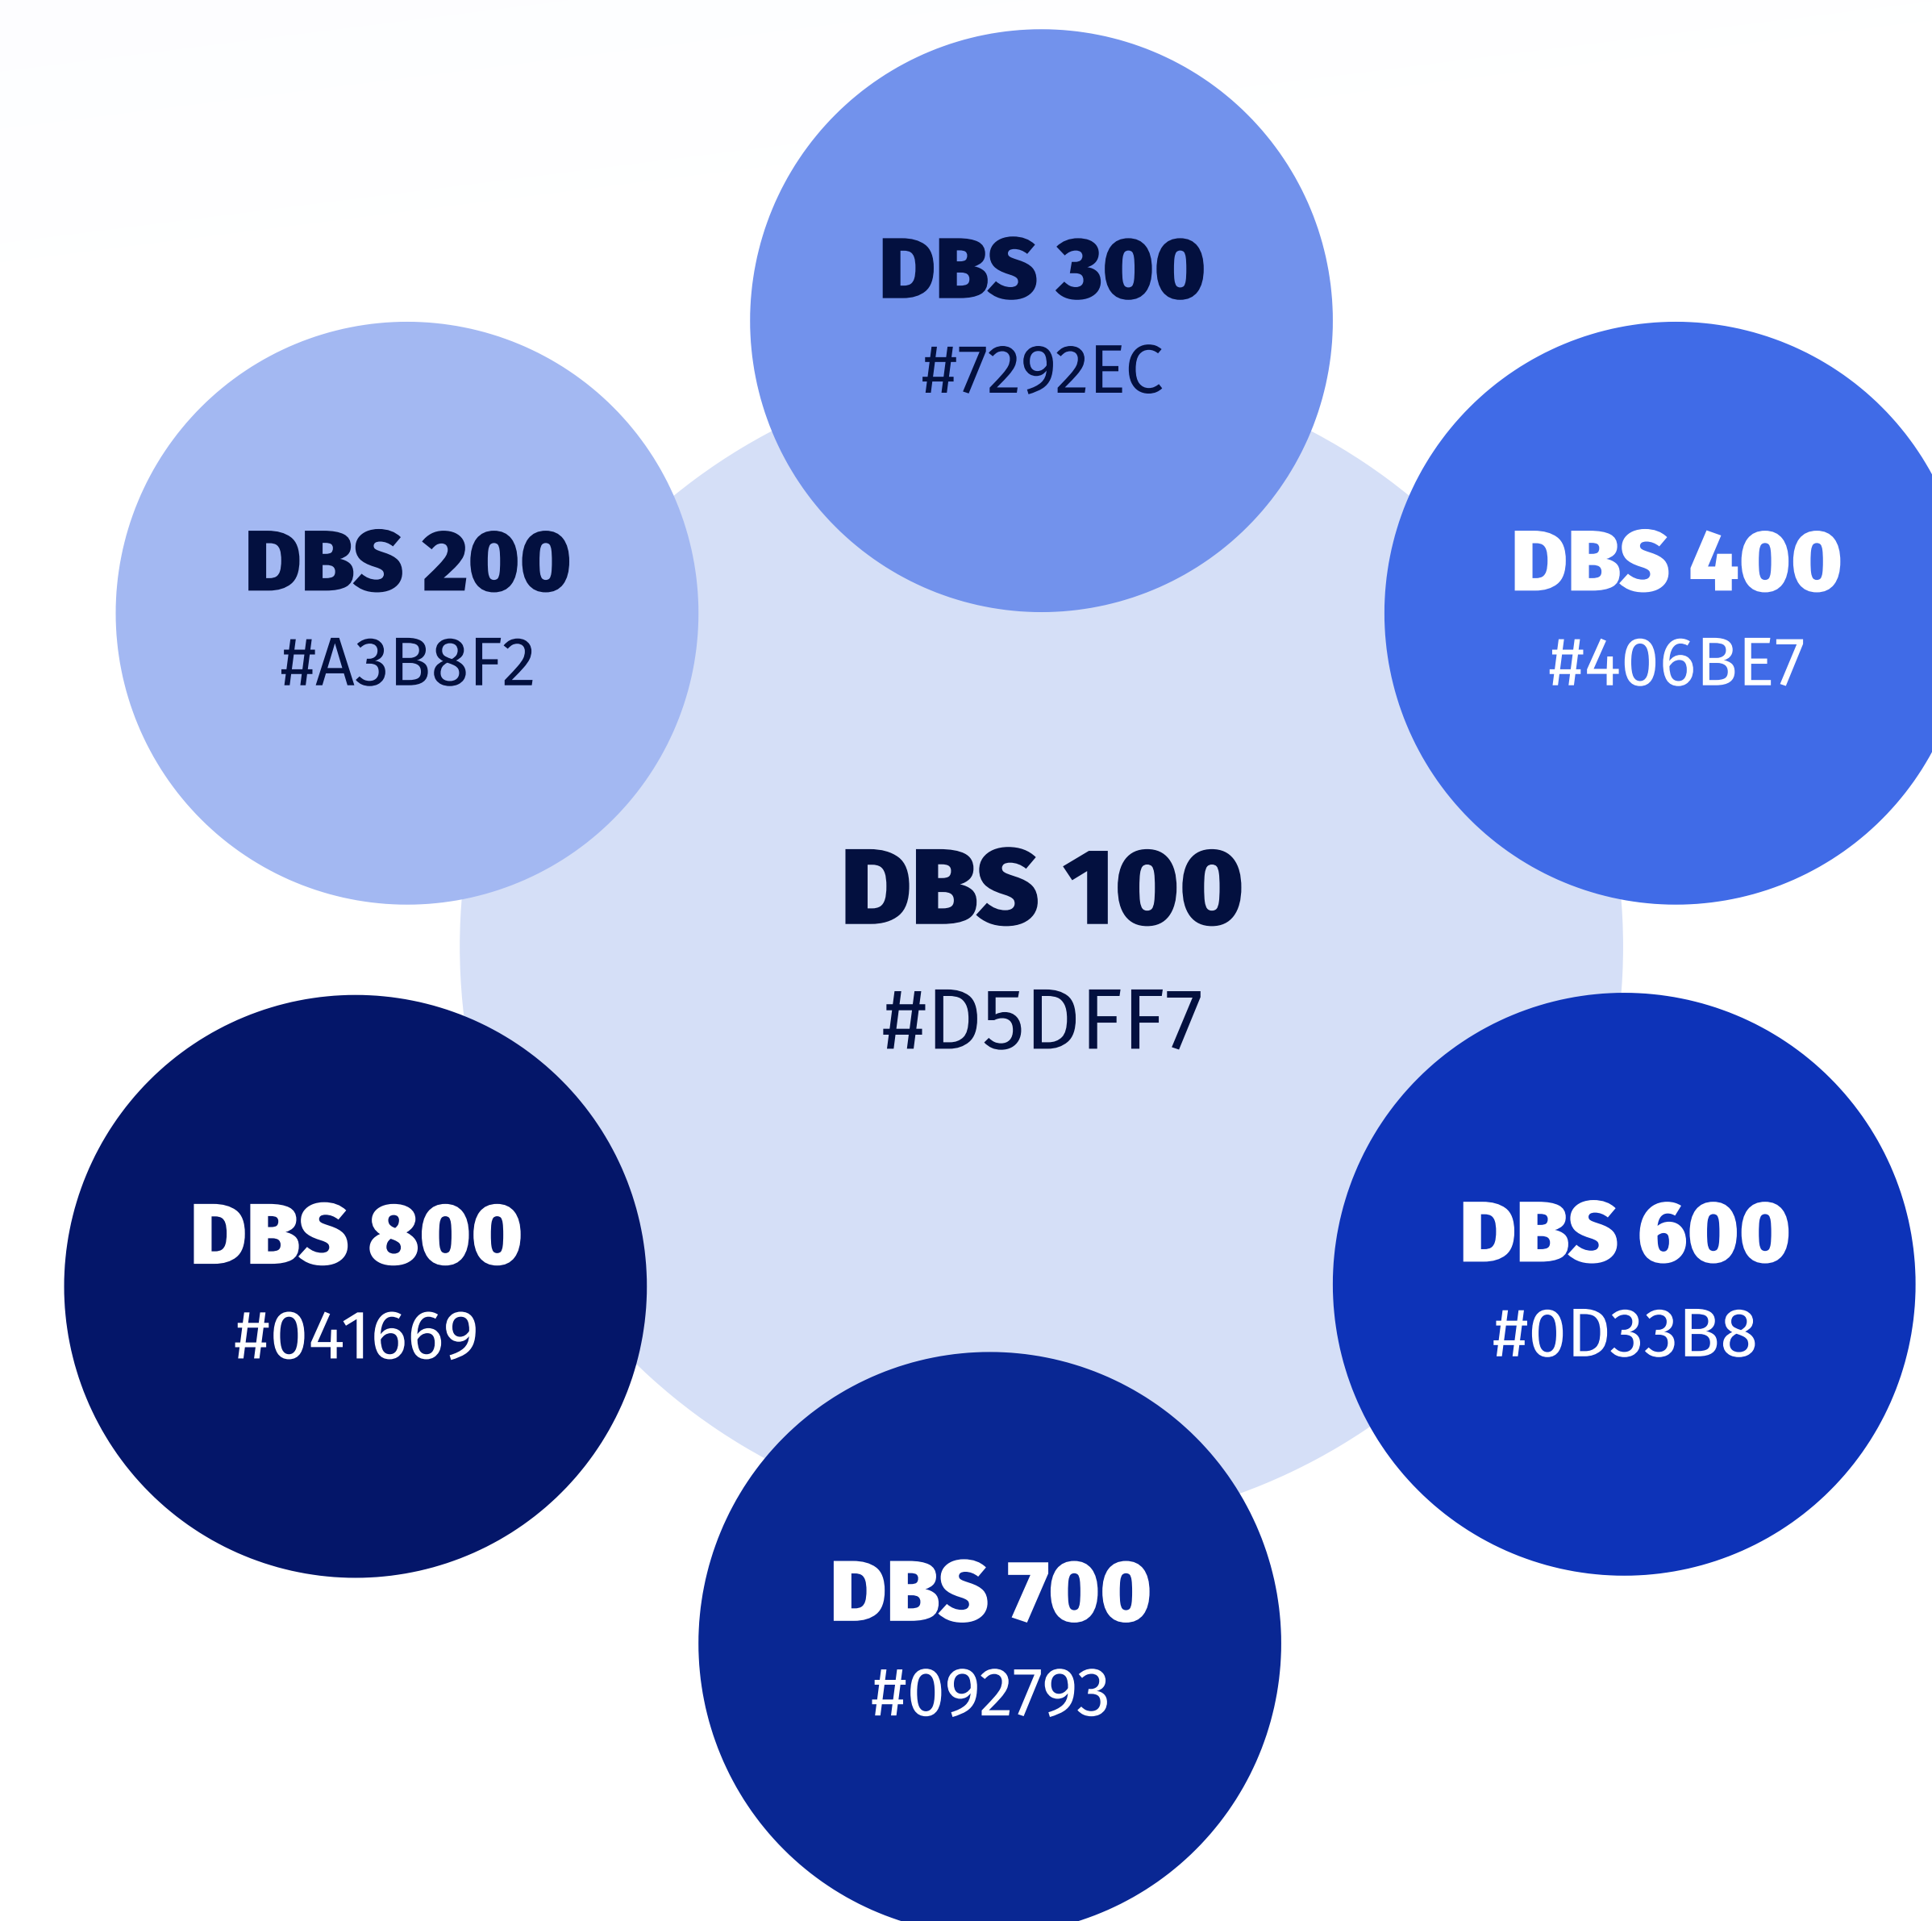 DBS 300
#7292EC
DBS 200
#A3B8F2
DBS 400
#406BE7
DBS 100
#D5DFF7
DBS 800
#041669
DBS 600
#0D33B8
DBS 700
#092793